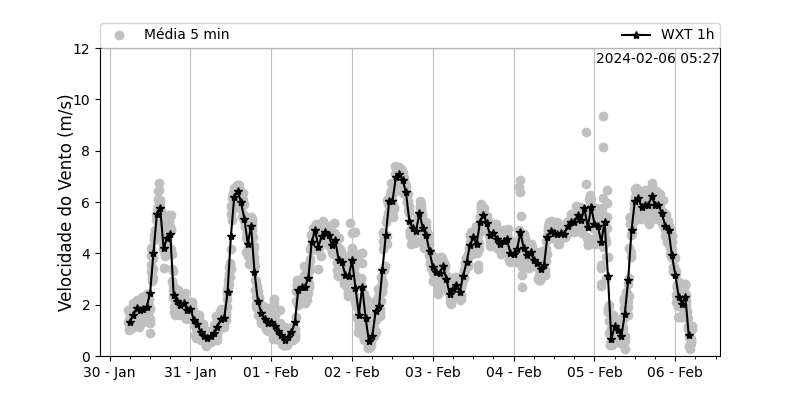 Média 5 min WXT 1h
2024-02-06 05:27
Velocidade do Vento (m/s)
12
10
8
6
4
2
0
30 - Jan 31 - Jan 01 - Feb 02 - Feb 03 - Feb 04 - Feb 05 - Feb 06 - Feb